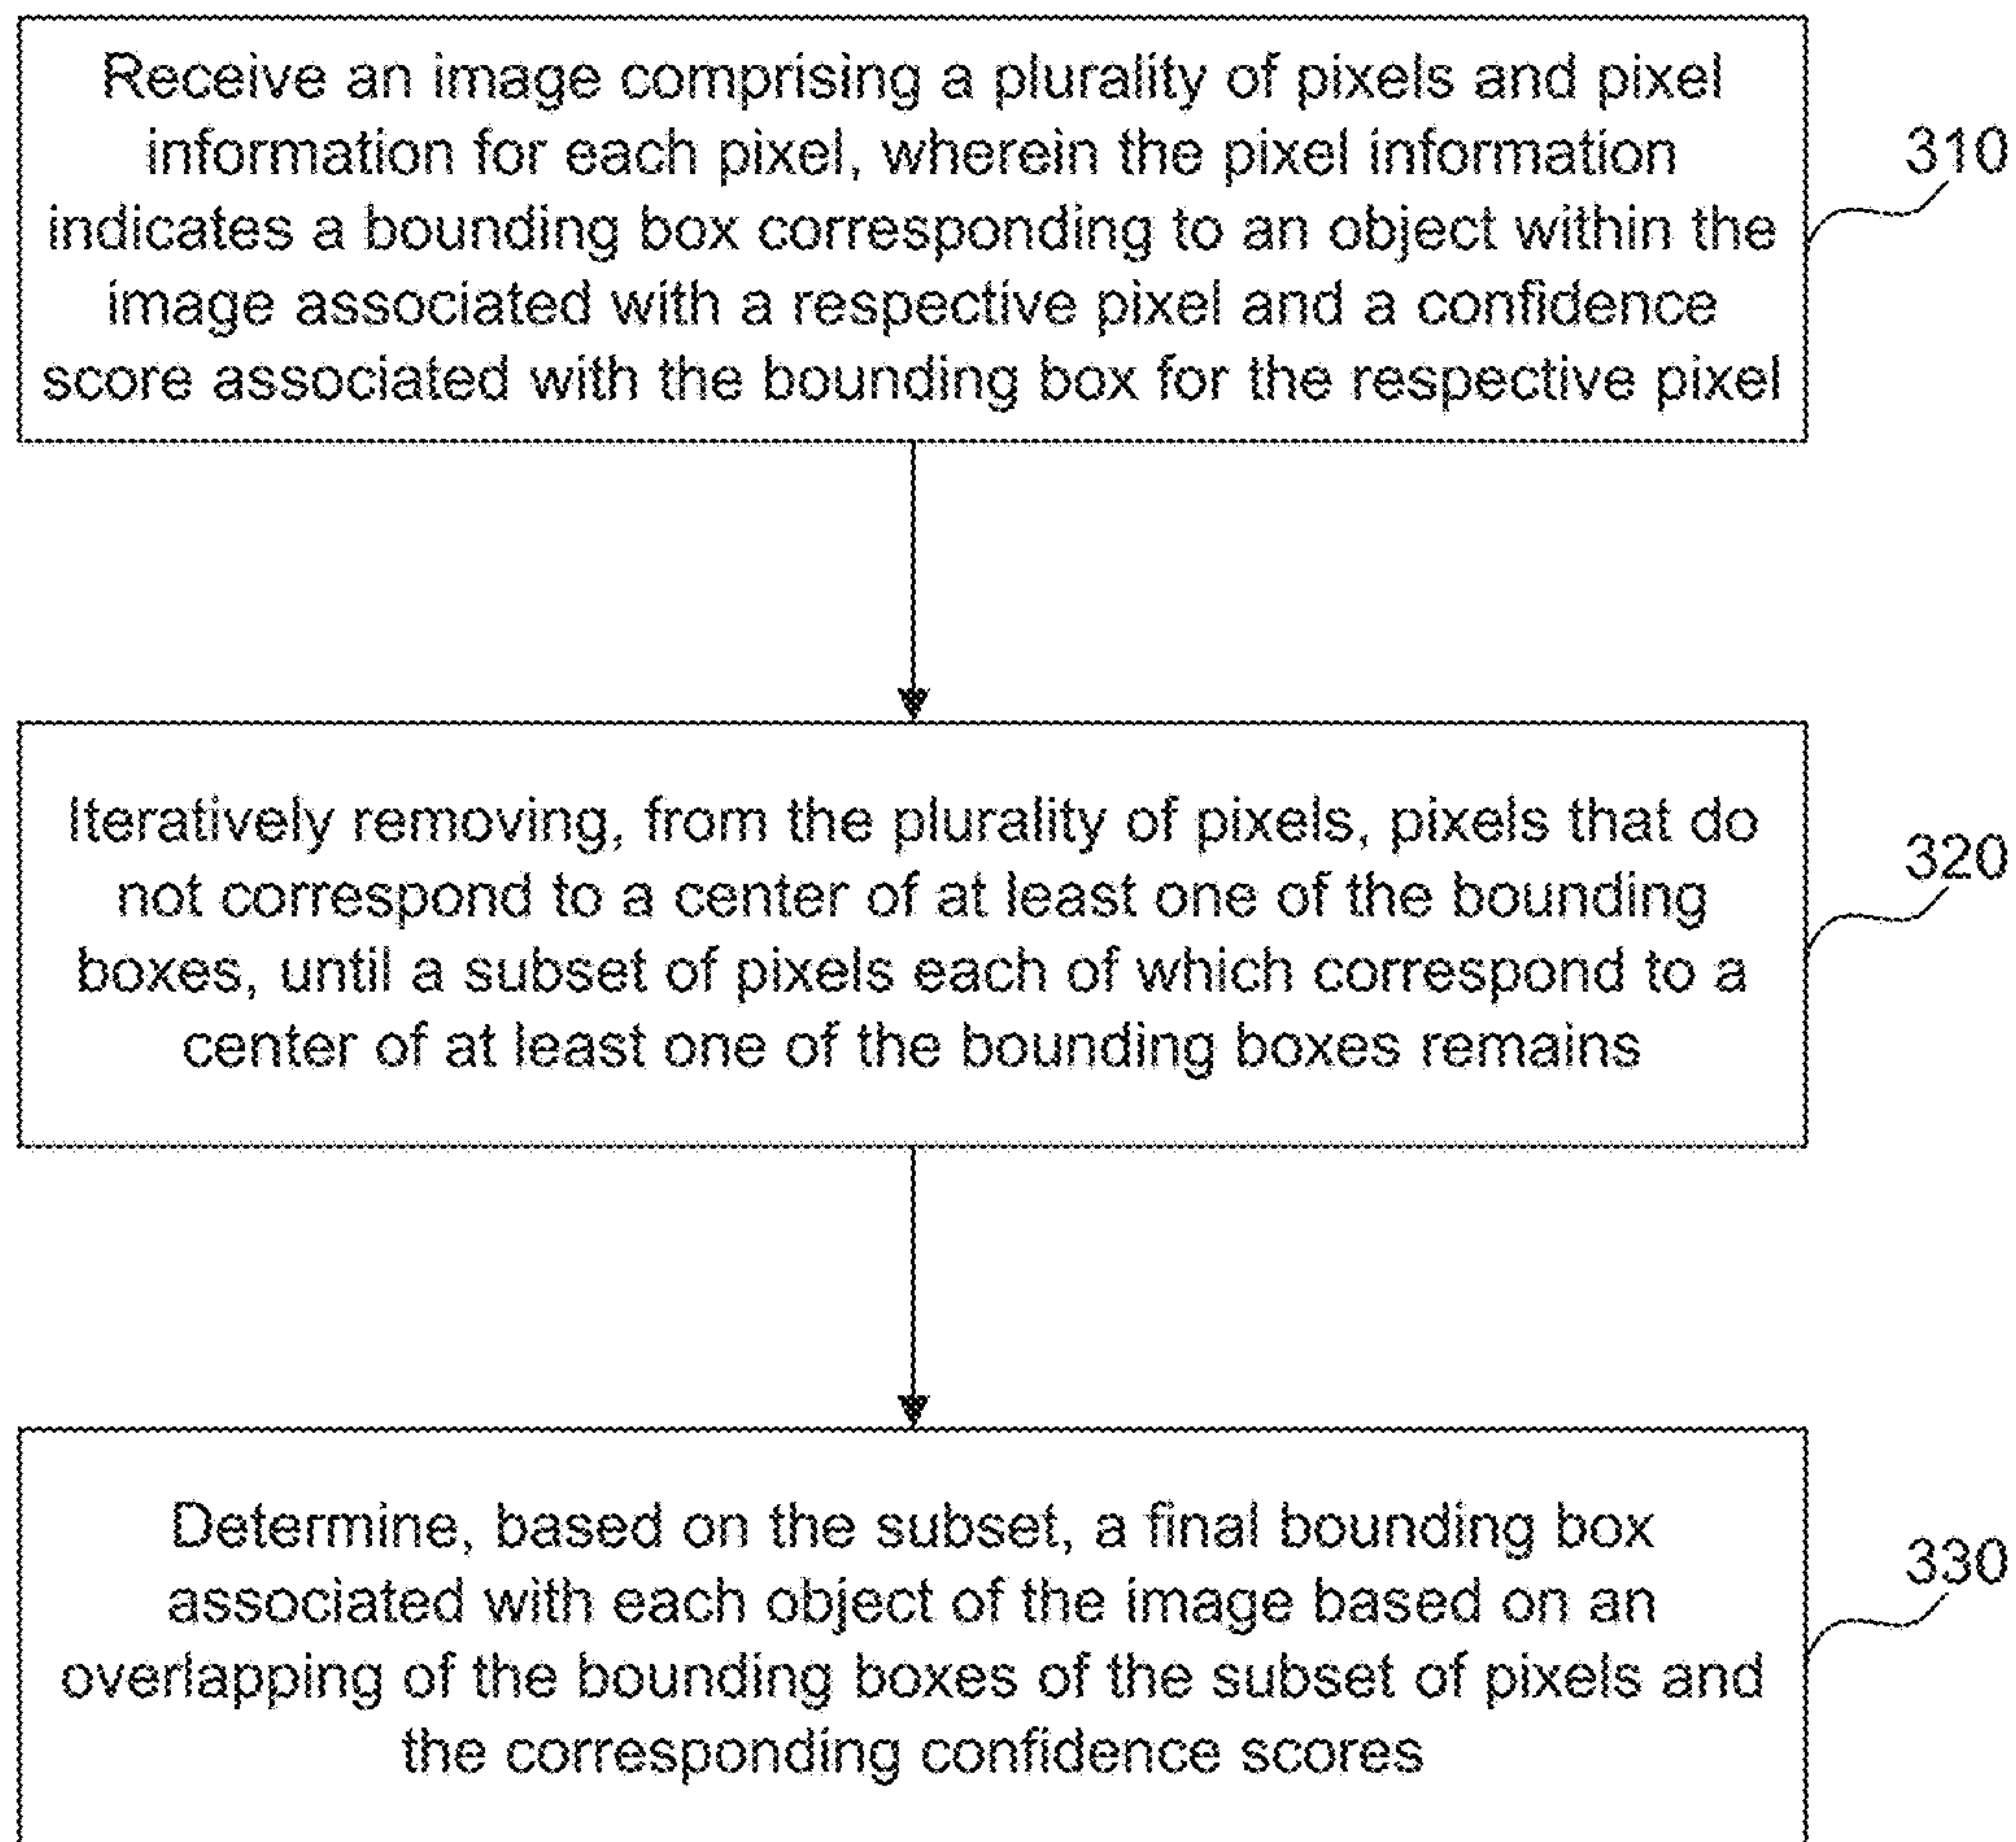 Receive an image comprising a plurality of pixels and pixel
information for each pixel, wherein the pixel information
indicates a bounding box corresponding to an object within the
image associated with a respective pixel and a confidence
score associated with the bounding box for the respective pixel
310
Iteratively removing, from the plurality of pixels, pixels that do
not correspond to a center of at least one of the bounding
boxes, until a subset of pixels each of which correspond to a
center of at least one of the bounding boxes remains
320
Determine, based on the subset, a final bounding box
associated with each object of the image based on an
overlapping of the bounding boxes of the subset of pixels and
the corresponding confidence scores
330